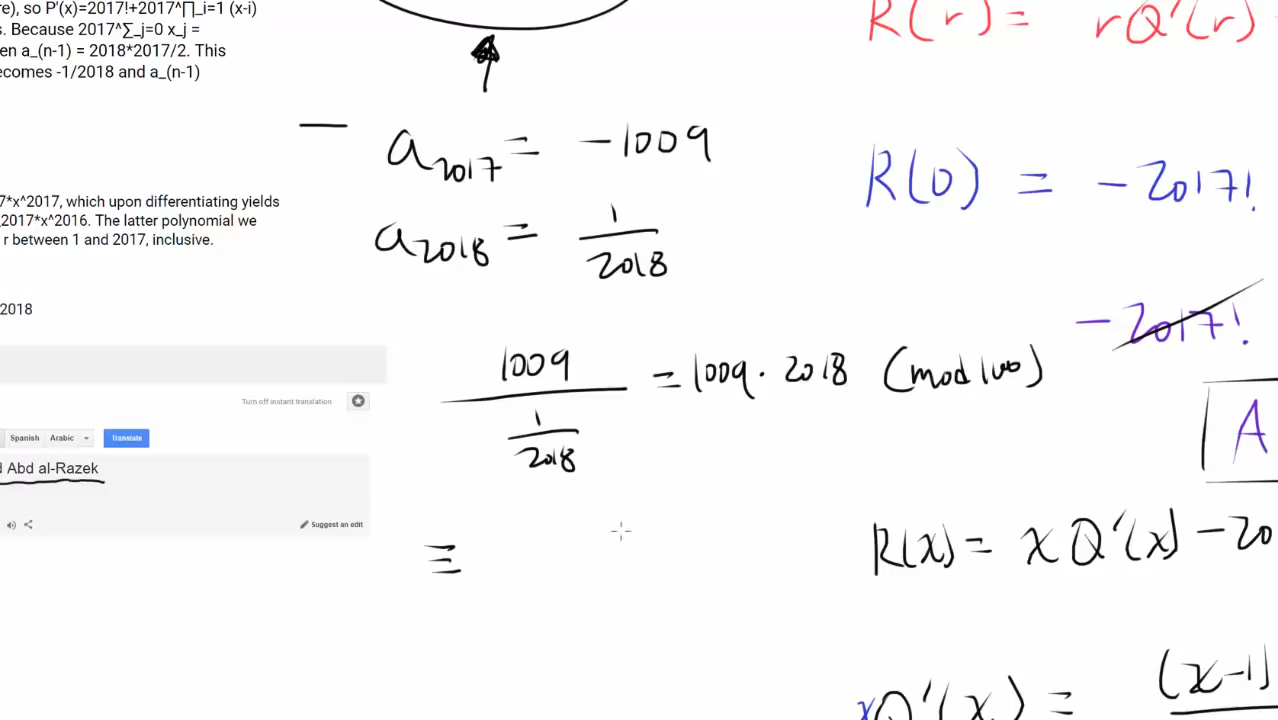 re), so P'(x)=2017!+2017^∏_i=1 (x-i)
s. Because 2017^∑_j=0 x_j =
en a_(n-1) = 2018*2017/2. This
ecomes -1/2018 and a_(n-1)
7*x^2017, which upon differentiating yields
_2017*x^2016. The latter polynomial we
r between 1 and 2017, inclusive.
2018
Turn off instant translation
Spanish Arabic Translate
d Abd al-Razek
Suggest an edit
— a_2017 = -1009
a_2018 = 1/2018
1009/(1/2018) = 1009 · 2018 (mod 100)
≡
R(r) = rQ'(r)
R(0) = -2017!
-2017!
A
R(x) = xQ'(x) - 20
xQ'(x) = (x-1)